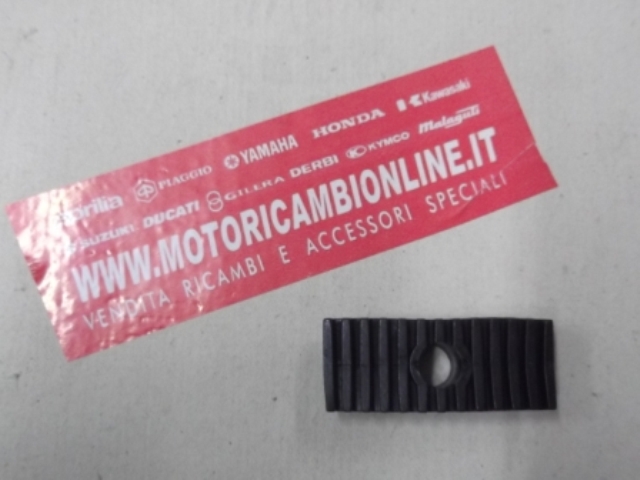 aprilia PIAGGIO YAMAHA HONDA Kawasaki
SUZUKI DUCATI GILERA DERBI KYMCO Malaguti
WWW.MOTORICAMBIONLINE.IT
VENDITA RICAMBI E ACCESSORI SPECIALI